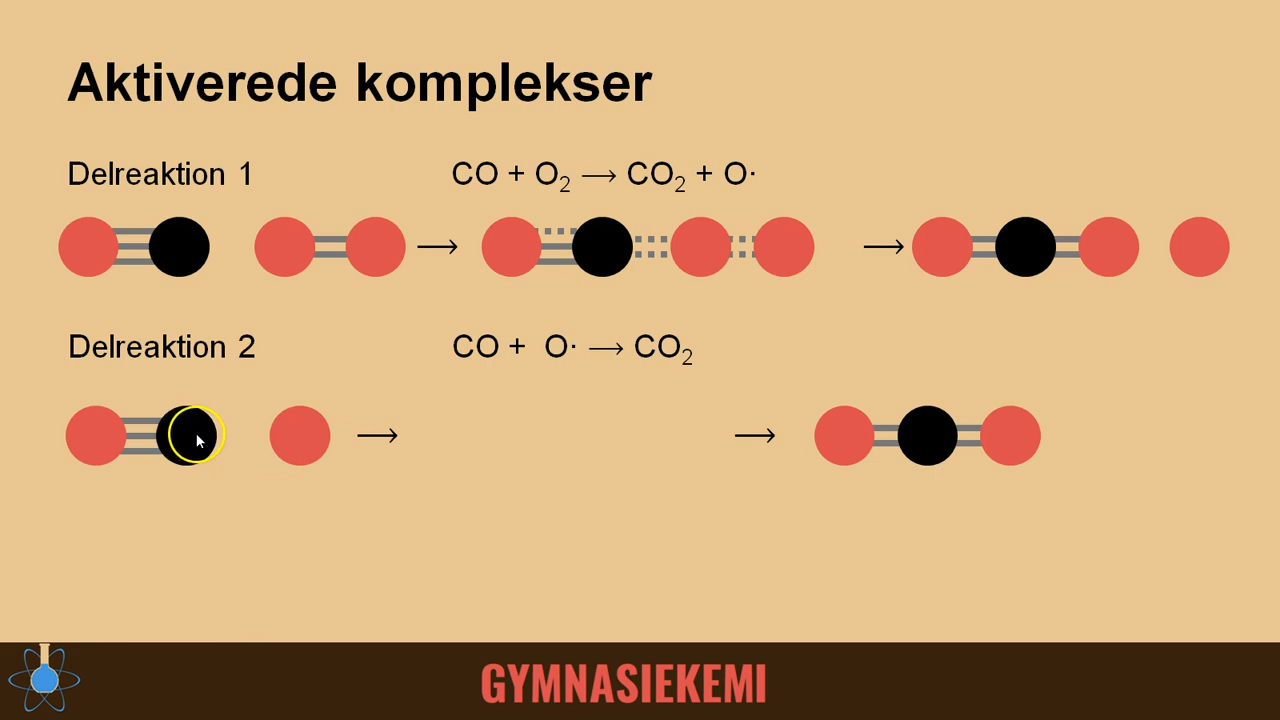 Aktiverede komplekser
Delreaktion 1
CO + O₂ ⟶ CO₂ + O·
Delreaktion 2
CO + O· ⟶ CO₂
GYMNASIEKEMI